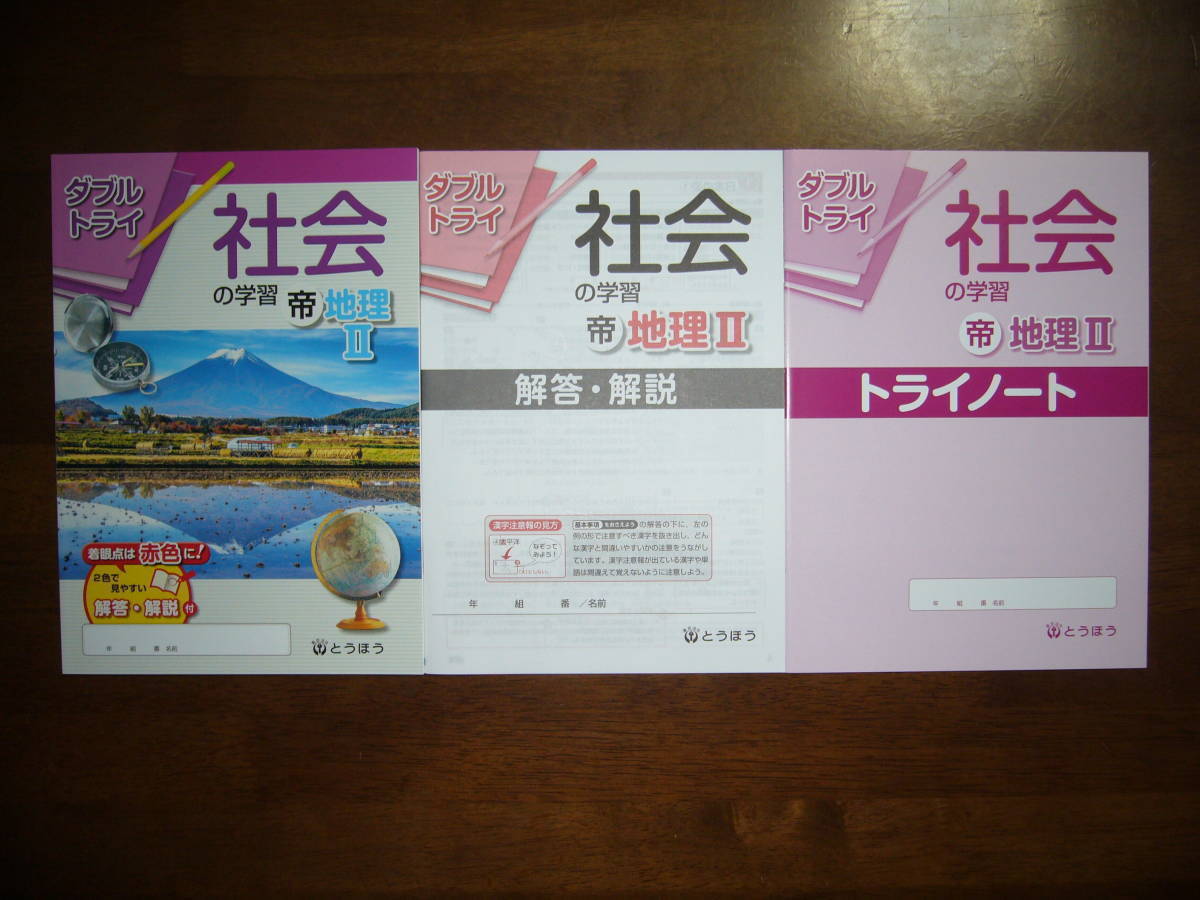 ダブル
トライ
社会
の学習
帝 地理
II
着眼点は 赤色に!
2色で
見やすい
解答・解説 付
年 組 番 名前
とうほう
ダブル
トライ
社会
の学習
帝 地理II
解答・解説
漢字注意報の見方
なぞって
みよう!
基本事項 をおさえよう の解答の下に、左の
例の形で注意すべき漢字を抜き出し、どん
な漢字と間違いやすいかの注意をうながし
ています。漢字注意報が出ている漢字や単
語は間違えて覚えないように注意しよう。
年 組 番 /名前
とうほう
ダブル
トライ
社会
の学習
帝 地理II
トライノート
年 組 番 名前
とうほう